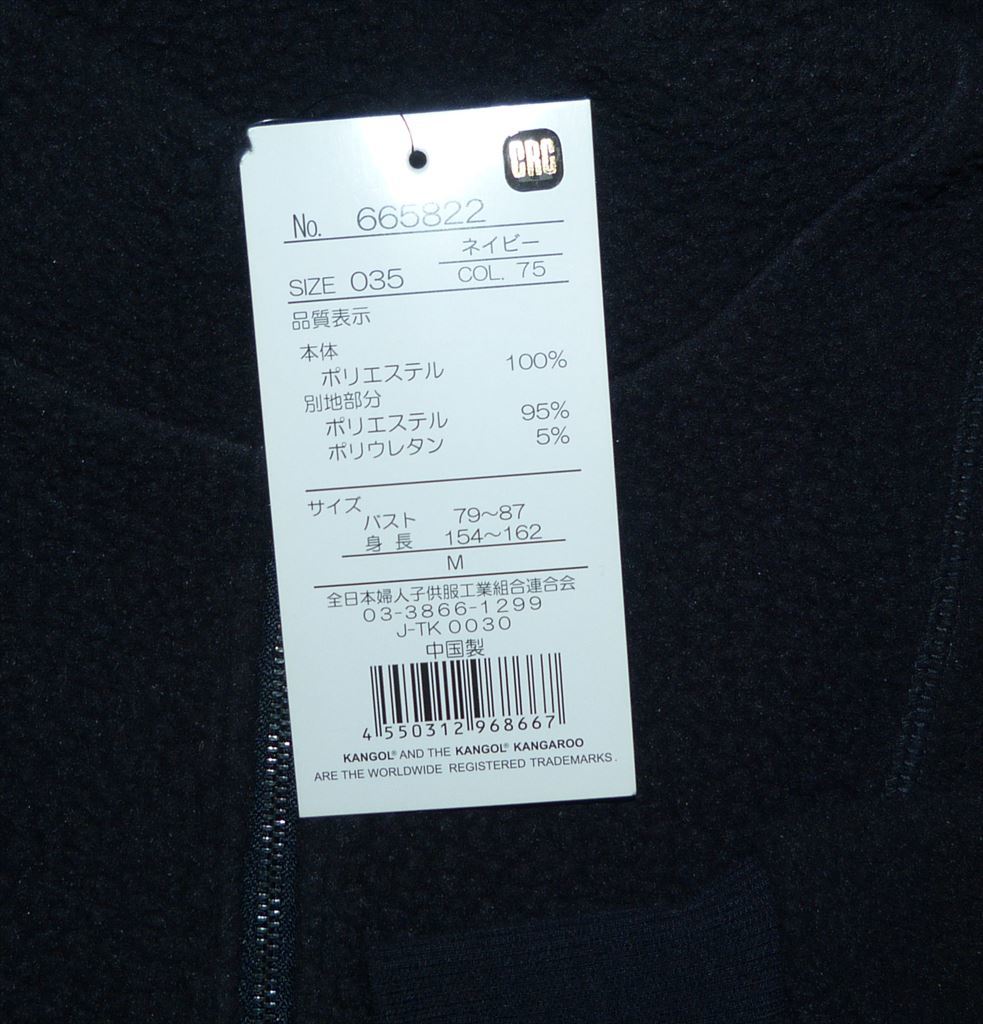 CRG
No. 665822
ネイビー
SIZE 035 COL. 75
品質表示
本体
ポリエステル 100%
別地部分
ポリエステル 95%
ポリウレタン 5%
サイズ
バスト 79～87
身長 154～162
M
全日本婦人子供服工業組合連合会
03-3866-1299
J-TK 0030
中国製
4 550312 968667
KANGOL® AND THE KANGOL® KANGAROO
ARE THE WORLDWIDE REGISTERED TRADEMARKS.